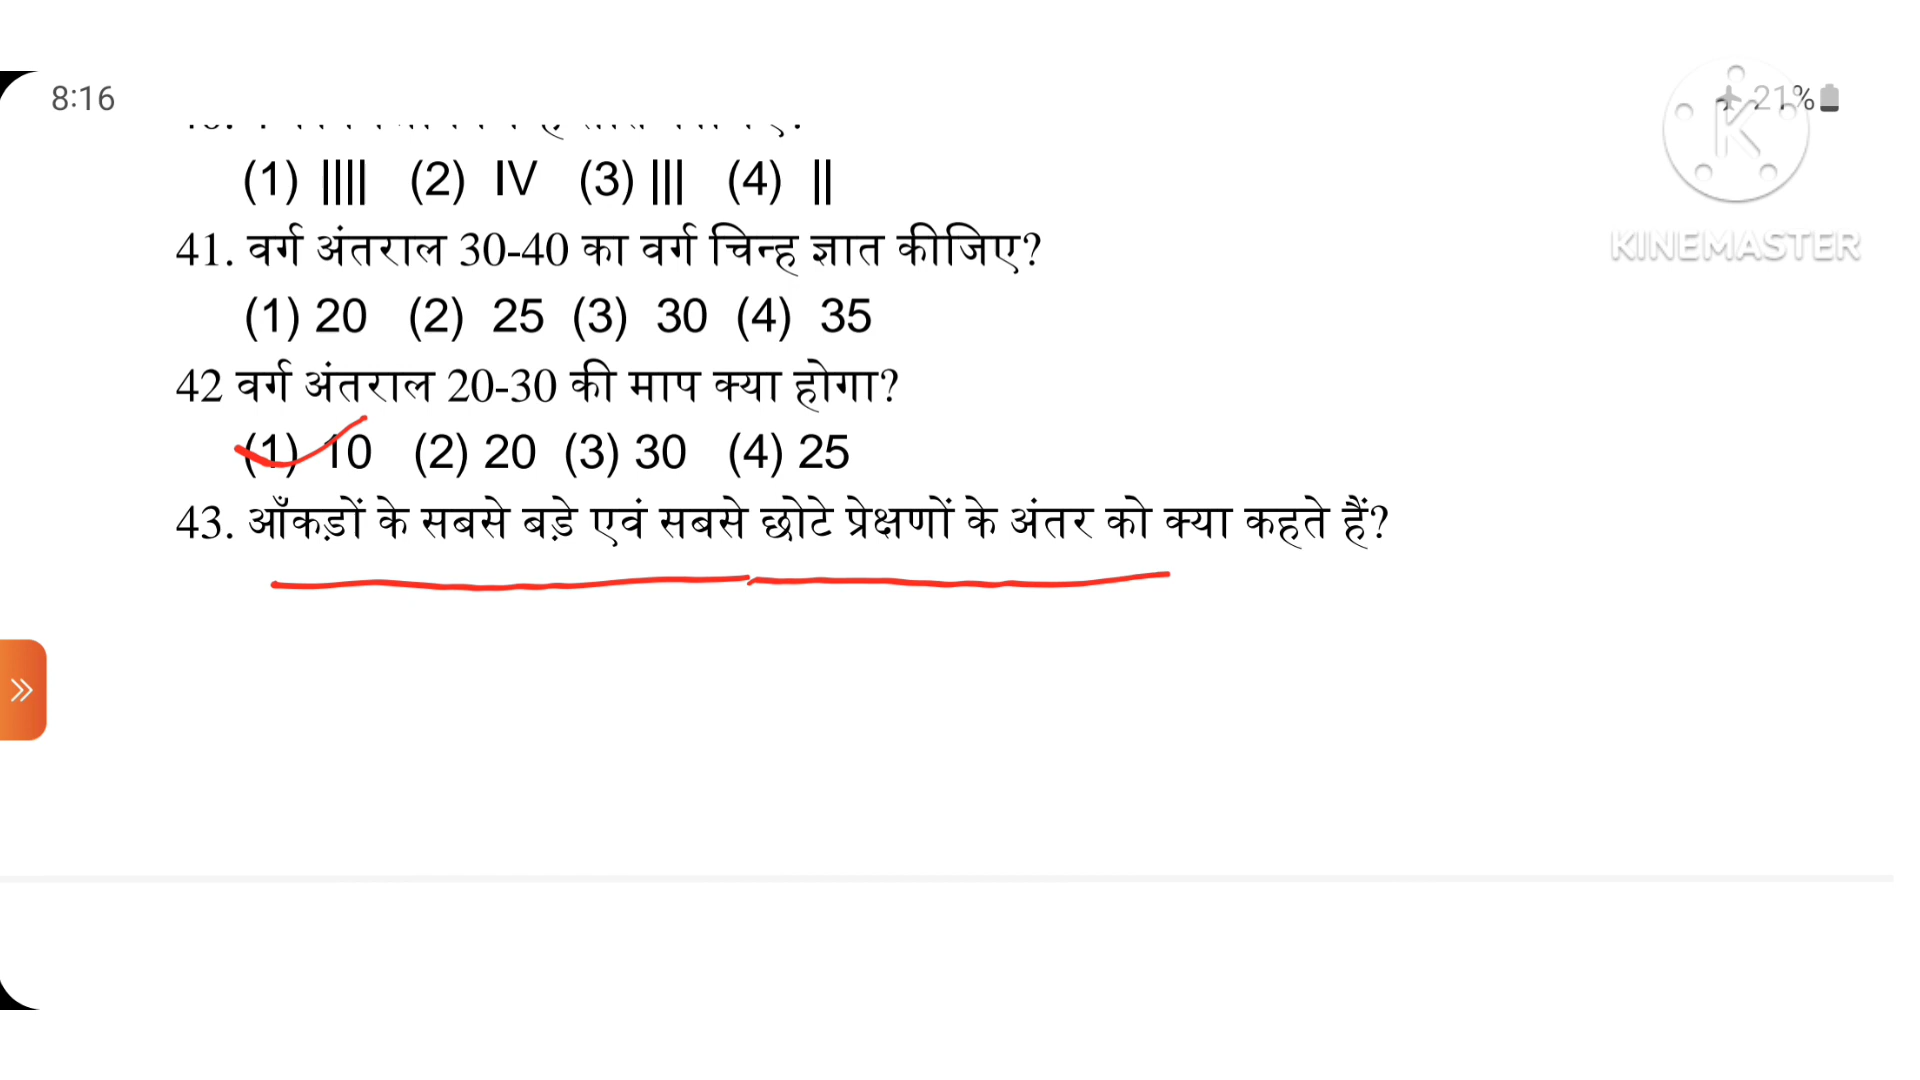 8:16
21%
(1) |||| (2) IV (3) ||| (4) ||
KINEMASTER
41. वर्ग अंतराल 30-40 का वर्ग चिन्ह ज्ञात कीजिए?
(1) 20 (2) 25 (3) 30 (4) 35
42 वर्ग अंतराल 20-30 की माप क्या होगा?
(1) 10 (2) 20 (3) 30 (4) 25
43. आँकड़ों के सबसे बड़े एवं सबसे छोटे प्रेक्षणों के अंतर को क्या कहते हैं?